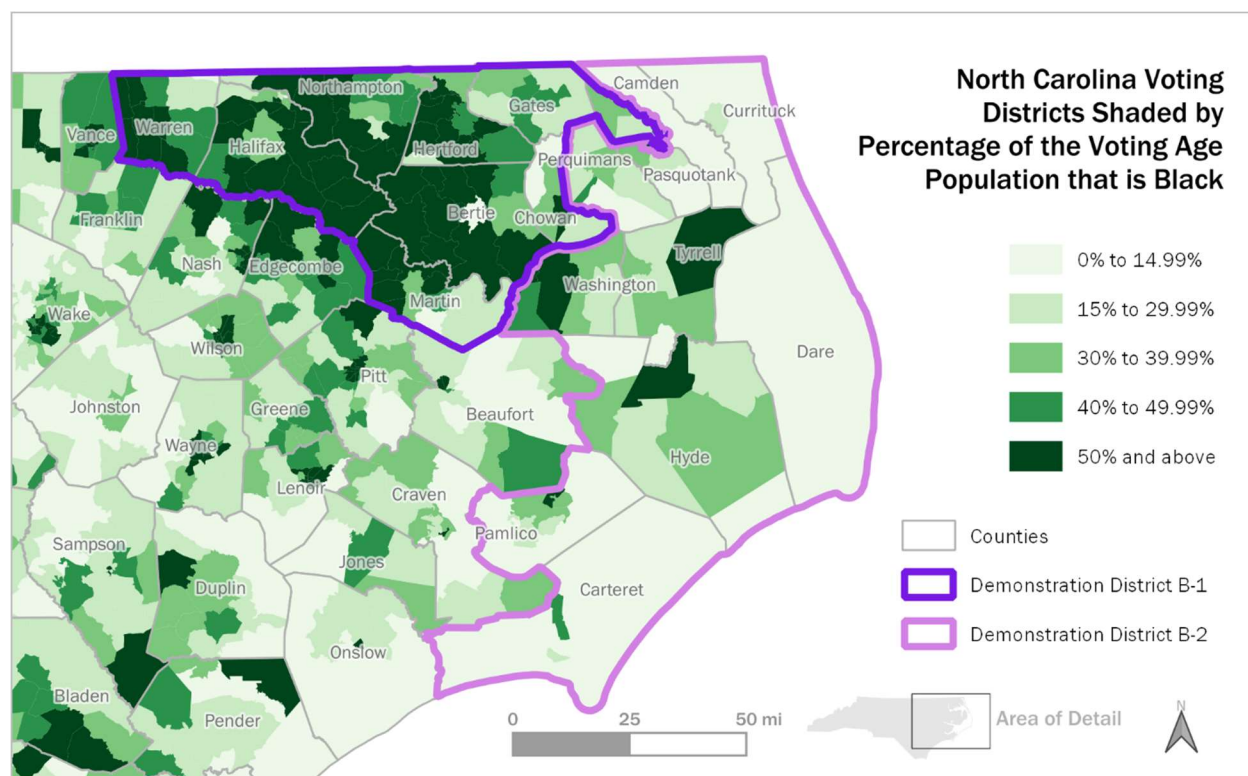 North Carolina Voting
Districts Shaded by
Percentage of the Voting Age
Population that is Black
0% to 14.99%
15% to 29.99%
30% to 39.99%
40% to 49.99%
50% and above
Counties
Demonstration District B-1
Demonstration District B-2
Area of Detail
N
0 25 50 mi
Camden
Northampton
Gates
Currituck
Vance
Warren
Halifax
Hertford
Perquimans
Pasquotank
Franklin
Bertie
Chowan
Nash
Edgecombe
Tyrrell
Washington
Martin
Wake
Wilson
Dare
Pitt
Johnston
Greene
Beaufort
Wayne
Hyde
Lenoir
Craven
Sampson
Pamlico
Jones
Duplin
Carteret
Onslow
Bladen
Pender